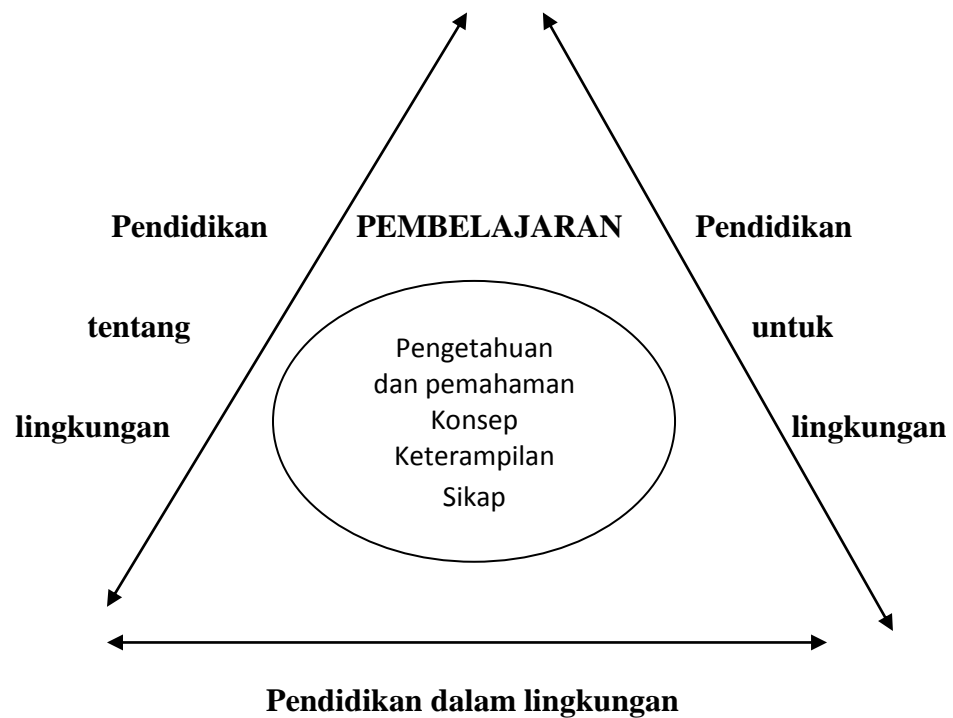 Pendidikan
tentang
lingkungan
PEMBELAJARAN
Pengetahuan
dan pemahaman
Konsep
Keterampilan
Sikap
Pendidikan
untuk
lingkungan
Pendidikan dalam lingkungan